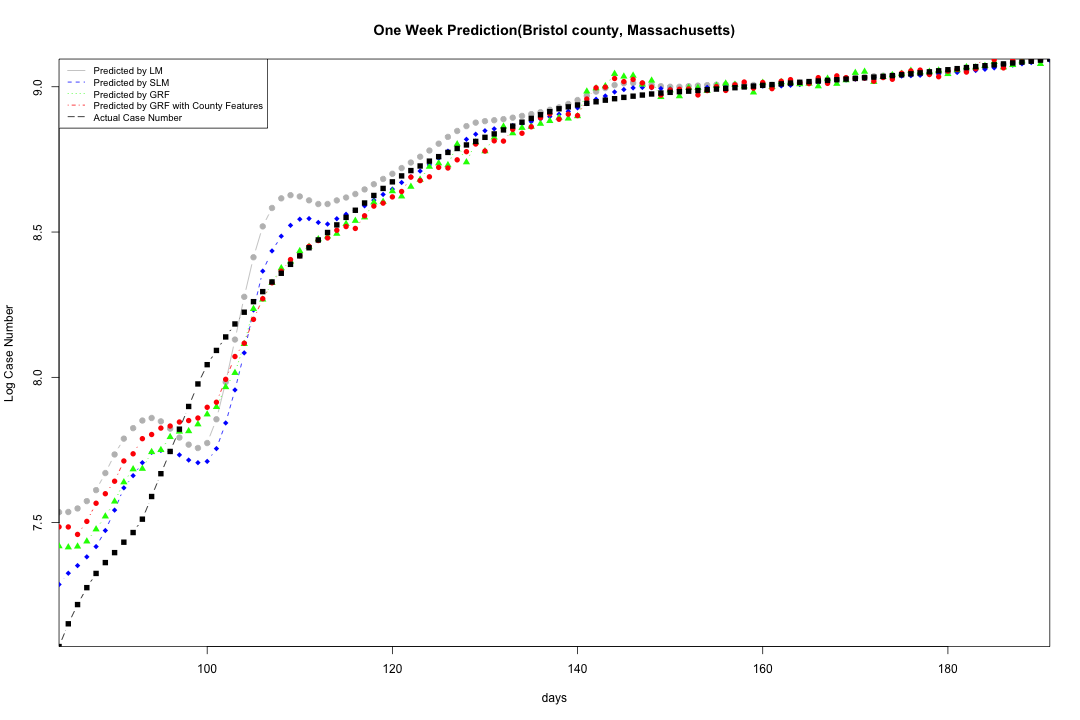 One Week Prediction(Bristol county, Massachusetts)
Predicted by LM
Predicted by SLM
Predicted by GRF
Predicted by GRF with County Features
Actual Case Number
9.0
8.5
8.0
7.5
Log Case Number
100 120 140 160 180
days